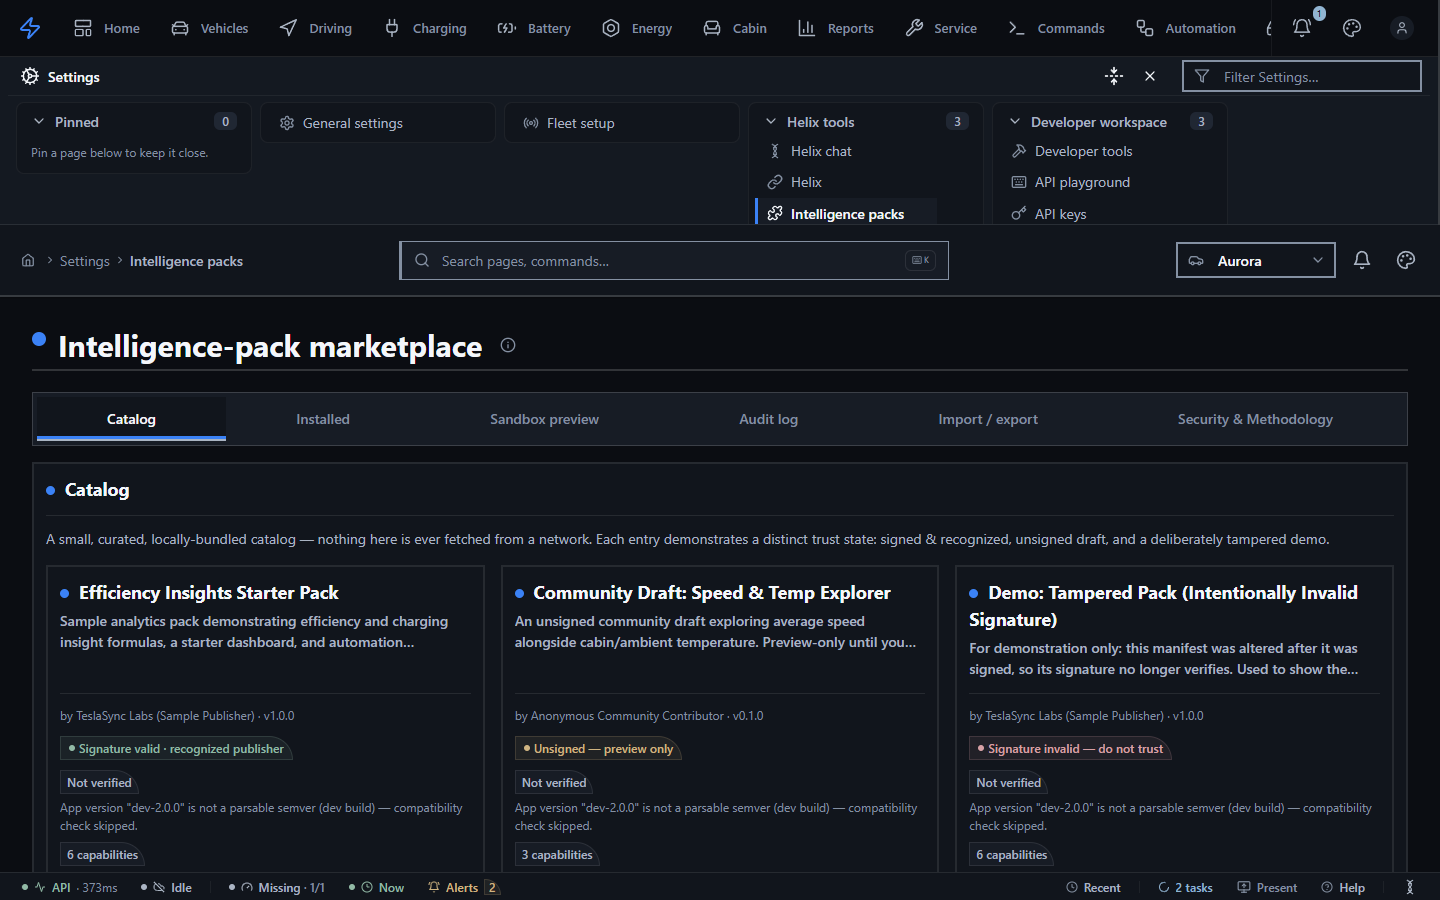 Home
Vehicles
Driving
Charging
Battery
Energy
Cabin
Reports
Service
Commands
Automation
1
Settings
Filter Settings...
Pinned 0
Pin a page below to keep it close.
General settings
Fleet setup
Helix tools 3
Helix chat
Helix
Intelligence packs
Developer workspace 3
Developer tools
API playground
API keys
Settings
Intelligence packs
Search pages, commands...
K
Aurora
Intelligence-pack marketplace
Catalog
Installed
Sandbox preview
Audit log
Import / export
Security & Methodology
Catalog
A small, curated, locally-bundled catalog — nothing here is ever fetched from a network. Each entry demonstrates a distinct trust state: signed & recognized, unsigned draft, and a deliberately tampered demo.
Efficiency Insights Starter Pack
Sample analytics pack demonstrating efficiency and charging
insight formulas, a starter dashboard, and automation...
by TeslaSync Labs (Sample Publisher) · v1.0.0
Signature valid · recognized publisher
Not verified
App version "dev-2.0.0" is not a parsable semver (dev build) — compatibility
check skipped.
6 capabilities
Community Draft: Speed & Temp Explorer
An unsigned community draft exploring average speed
alongside cabin/ambient temperature. Preview-only until you...
by Anonymous Community Contributor · v0.1.0
Unsigned — preview only
Not verified
App version "dev-2.0.0" is not a parsable semver (dev build) — compatibility
check skipped.
3 capabilities
Demo: Tampered Pack (Intentionally Invalid
Signature)
For demonstration only: this manifest was altered after it was
signed, so its signature no longer verifies. Used to show the...
by TeslaSync Labs (Sample Publisher) · v1.0.0
Signature invalid — do not trust
Not verified
App version "dev-2.0.0" is not a parsable semver (dev build) — compatibility
check skipped.
6 capabilities
API · 373ms
Idle
Missing · 1/1
Now
Alerts 2
Recent
2 tasks
Present
Help